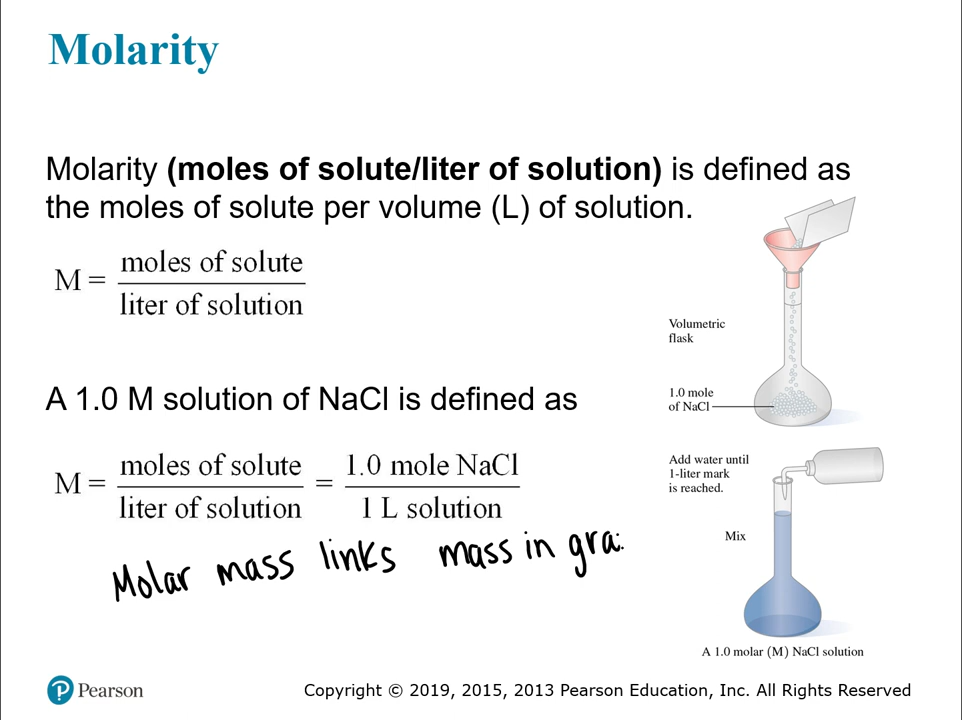 Molarity
Molarity (moles of solute/liter of solution) is defined as
the moles of solute per volume (L) of solution.
M = moles of solute
liter of solution
Volumetric
flask
1.0 mole
of NaCl
A 1.0 M solution of NaCl is defined as
M = moles of solute = 1.0 mole NaCl
liter of solution 1 L solution
Add water until
1-liter mark
is reached.
Mix
Molar mass links mass in gra
A 1.0 molar (M) NaCl solution
P Pearson
Copyright © 2019, 2015, 2013 Pearson Education, Inc. All Rights Reserved